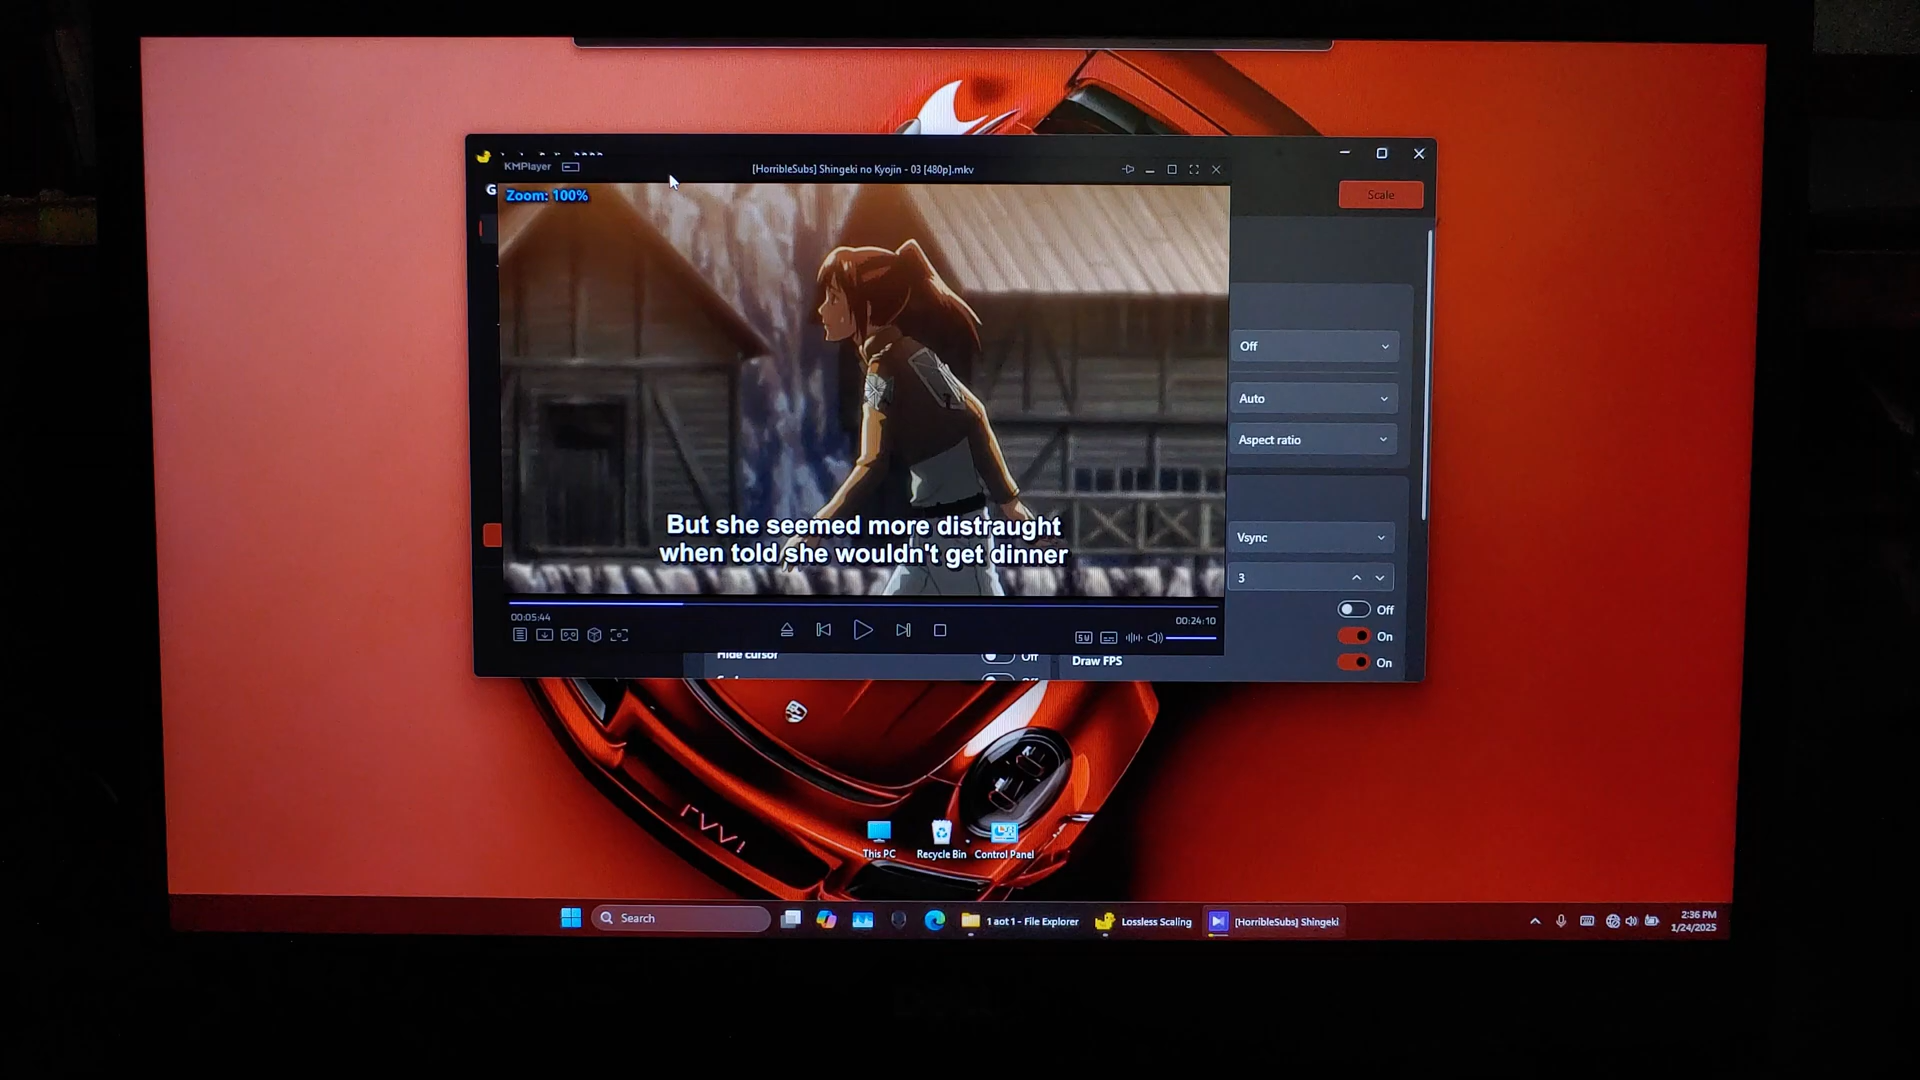 KMPlayer
[HorribleSubs] Shingeki no Kyojin - 03 [480p].mkv
G
Zoom: 100%
Scale
Off
Auto
Aspect ratio
But she seemed more distraught
when told she wouldn't get dinner
Vsync
3
Off
00:05:44
00:24:10
On
Hide cursor
Off
Draw FPS
On
This PC
Recycle Bin
Control Panel
Search
1 aot 1 - File Explorer
Lossless Scaling
[HorribleSubs] Shingeki
2:36 PM
1/24/2025